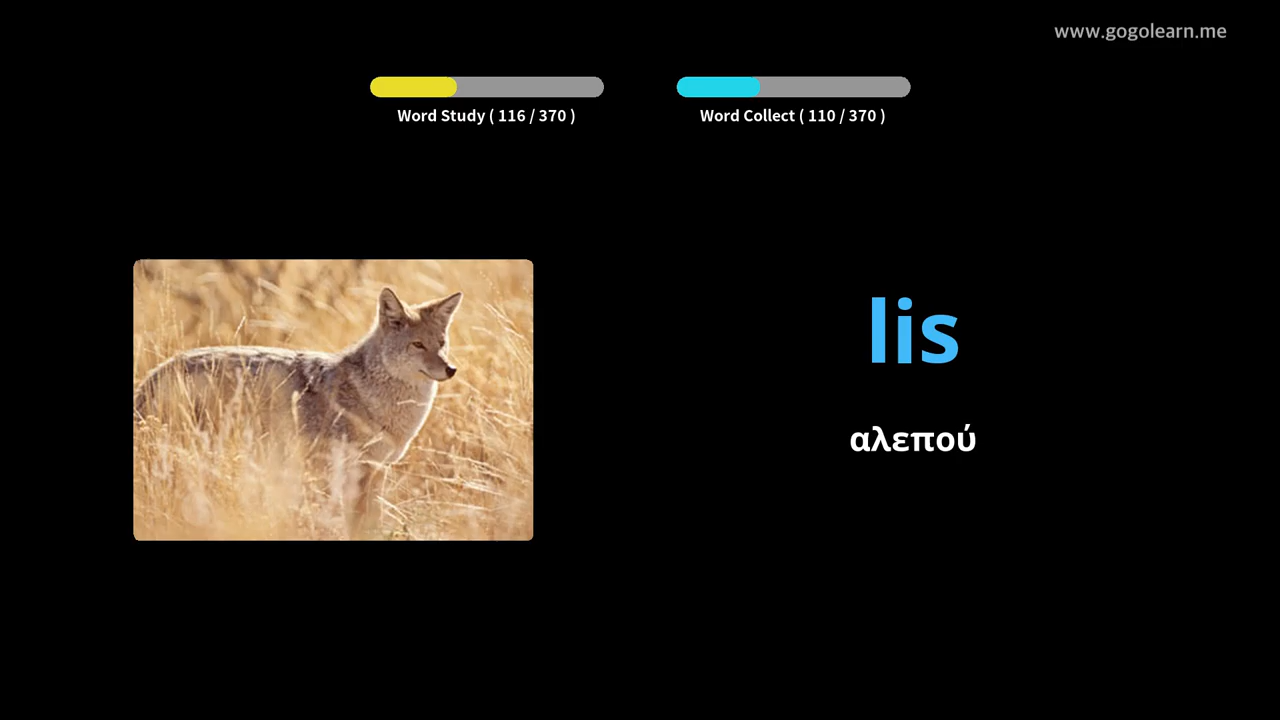 www.gogolearn.me
Word Study ( 116 / 370 )
Word Collect ( 110 / 370 )
lis
αλεπού